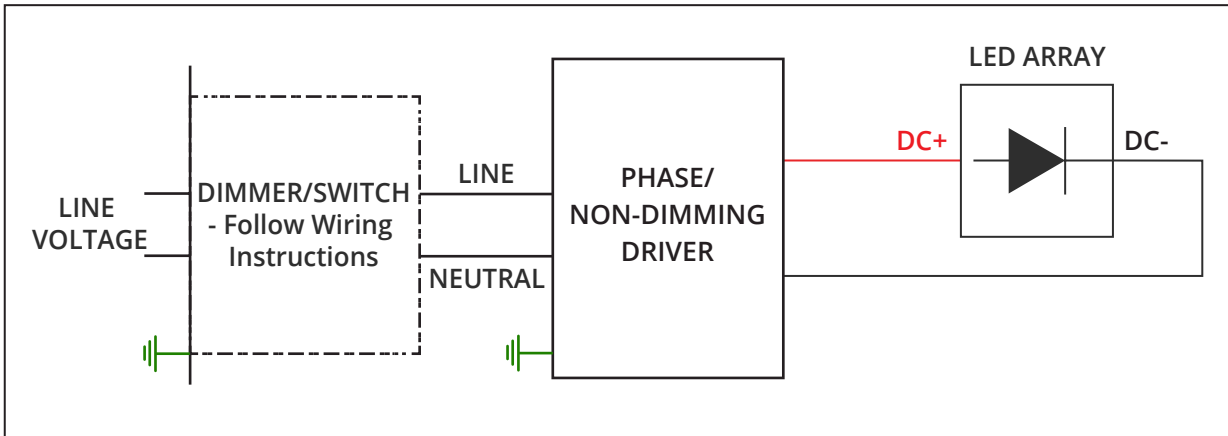 LINE
VOLTAGE
DIMMER/SWITCH
- Follow Wiring
Instructions
LINE
NEUTRAL
PHASE/
NON-DIMMING
DRIVER
LED ARRAY
DC+
DC-